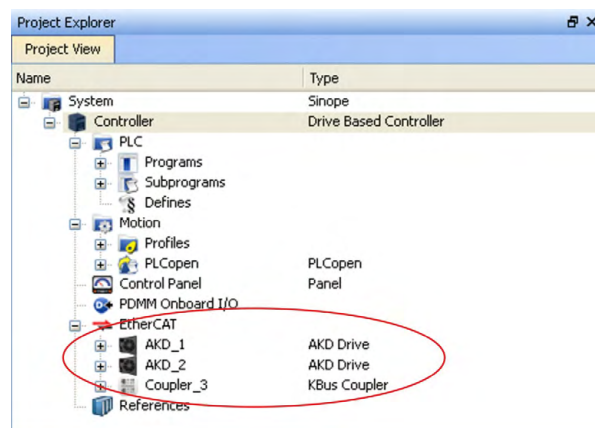 Project Explorer
Project View
Name Type
System Sinope
Controller Drive Based Controller
PLC
Programs
Subprograms
Defines
Motion
Profiles
PLCopen PLCopen
Control Panel Panel
PDMM Onboard I/O
EtherCAT
AKD_1 AKD Drive
AKD_2 AKD Drive
Coupler_3 KBus Coupler
References